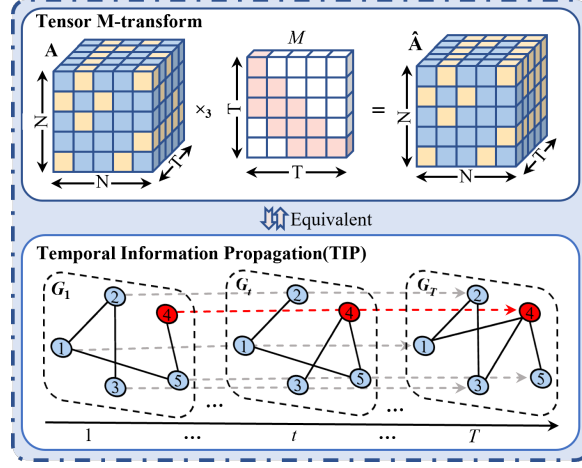 Tensor M-transform
A M Â
N T N
×₃ =
T T
N T N
Equivalent
Temporal Information Propagation(TIP)
G₁ Gₜ G_T
2 2 2
4 4 4
1 1 1
3 5 3 5 3 5
... ...
1 ... t ... T